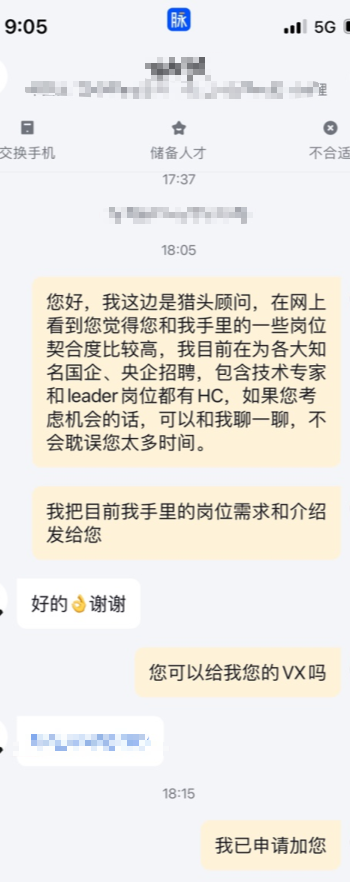 9:05
脉
5G
理
交换手机
储备人才
不合适
17:37
18:05
您好，我这边是猎头顾问，在网上
看到您觉得您和我手里的一些岗位
契合度比较高，我目前在为各大知
名国企、央企招聘，包含技术专家
和leader岗位都有HC，如果您考
虑机会的话，可以和我聊一聊，不
会耽误您太多时间。
我把目前我手里的岗位需求和介绍
发给您
好的👌谢谢
您可以给我您的VX吗
18:15
我已申请加您